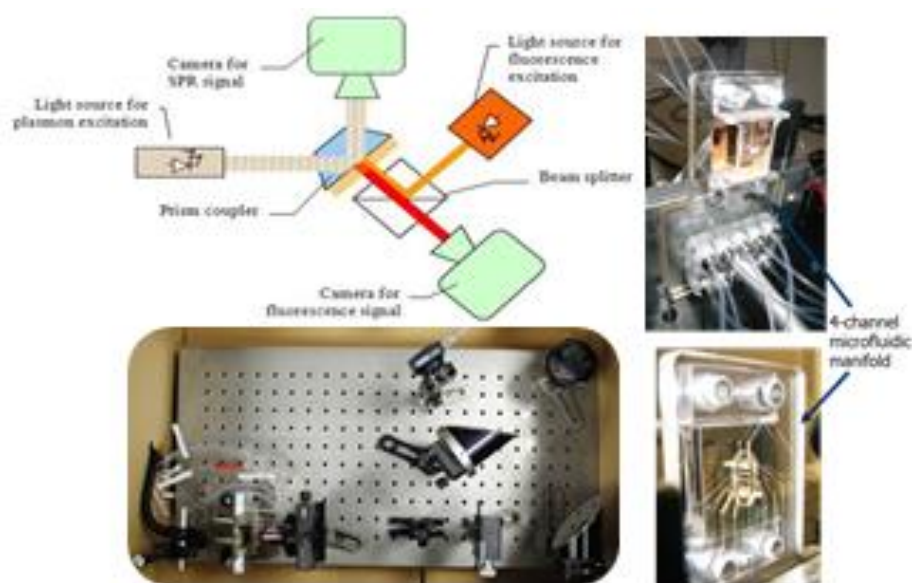 Camera for
SPR signal
Light source for
fluorescence
excitation
Light source for
plasmon excitation
Beam splitter
Prism coupler
Camera for
fluorescence signal
4-channel
microfluidic
manifold